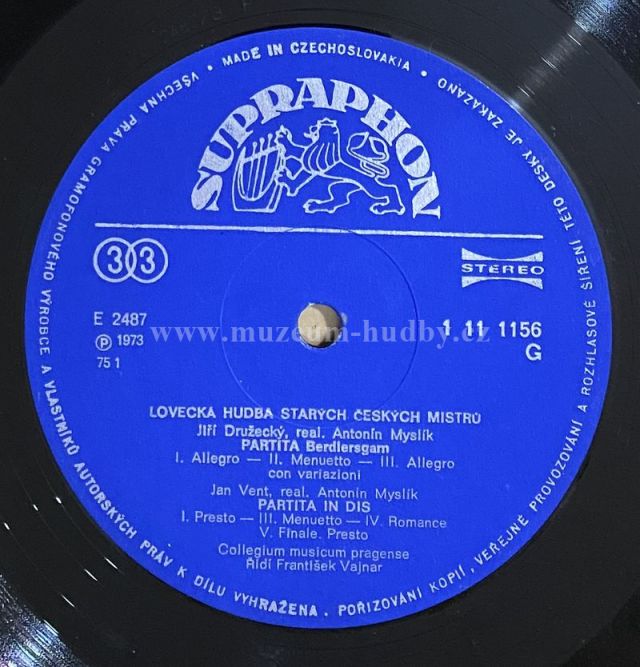 MADE IN CZECHOSLOVAKIA
SUPRAPHON
33
STEREO
E 2487
℗ 1973
75 1
1 11 1156
G
www.muzeum-hudby.cz
LOVECKÁ HUDBA STARÝCH ČESKÝCH MISTRŮ
Jiří Družecký, real. Antonín Myslík
PARTITA Berdlersgarn
I. Allegro — II. Menuetto — III. Allegro
con variazioni
Jan Vent, real. Antonín Myslík
PARTITA IN DIS
I. Presto — III. Menuetto — IV. Romance
V. Finale. Presto
Collegium musicum pragense
Řídí František Vajnar
VŠECHNA PRÁVA GRAMOFONOVÉHO VÝROBCE A VLASTNÍKŮ AUTORSKÝCH PRÁV K DÍLU VYHRAŽENA. POŘIZOVÁNÍ KOPIÍ, VEŘEJNÉ PROVOZOVÁNÍ A ROZHLASOVÉ ŠÍŘENÍ TÉTO DESKY JE ZAKÁZÁNO